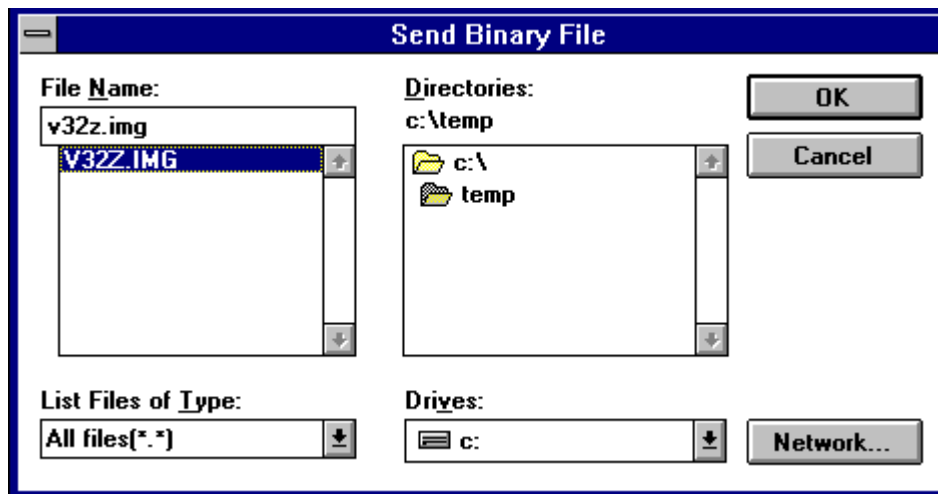 Send Binary File
File Name:
v32z.img
V32Z.IMG
List Files of Type:
All files(*.*)
Directories:
c:\temp
c:\
temp
Drives:
c:
OK
Cancel
Network...